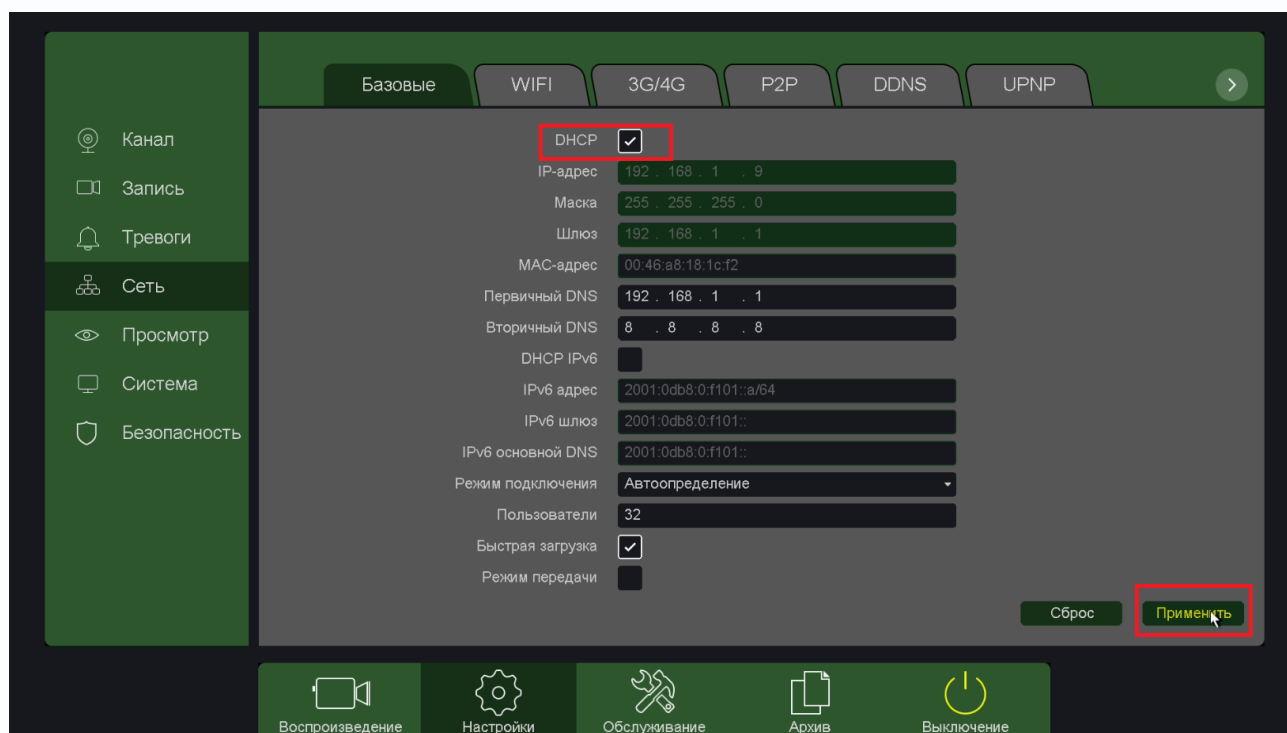 Базовые WIFI 3G/4G P2P DDNS UPNP
Канал
Запись
Тревоги
Сеть
Просмотр
Система
Безопасность
DHCP
IP-адрес 192 . 168 . 1 . 9
Маска 255 . 255 . 255 . 0
Шлюз 192 . 168 . 1 . 1
MAC-адрес 00:46:a8:18:1c:f2
Первичный DNS 192 . 168 . 1 . 1
Вторичный DNS 8 . 8 . 8 . 8
DHCP IPv6
IPv6 адрес 2001:0db8:0:f101::a/64
IPv6 шлюз 2001:0db8:0:f101::
IPv6 основной DNS 2001:0db8:0:f101::
Режим подключения Автоопределение
Пользователи 32
Быстрая загрузка
Режим передачи
Сброс Применить
Воспроизведение Настройки Обслуживание Архив Выключение